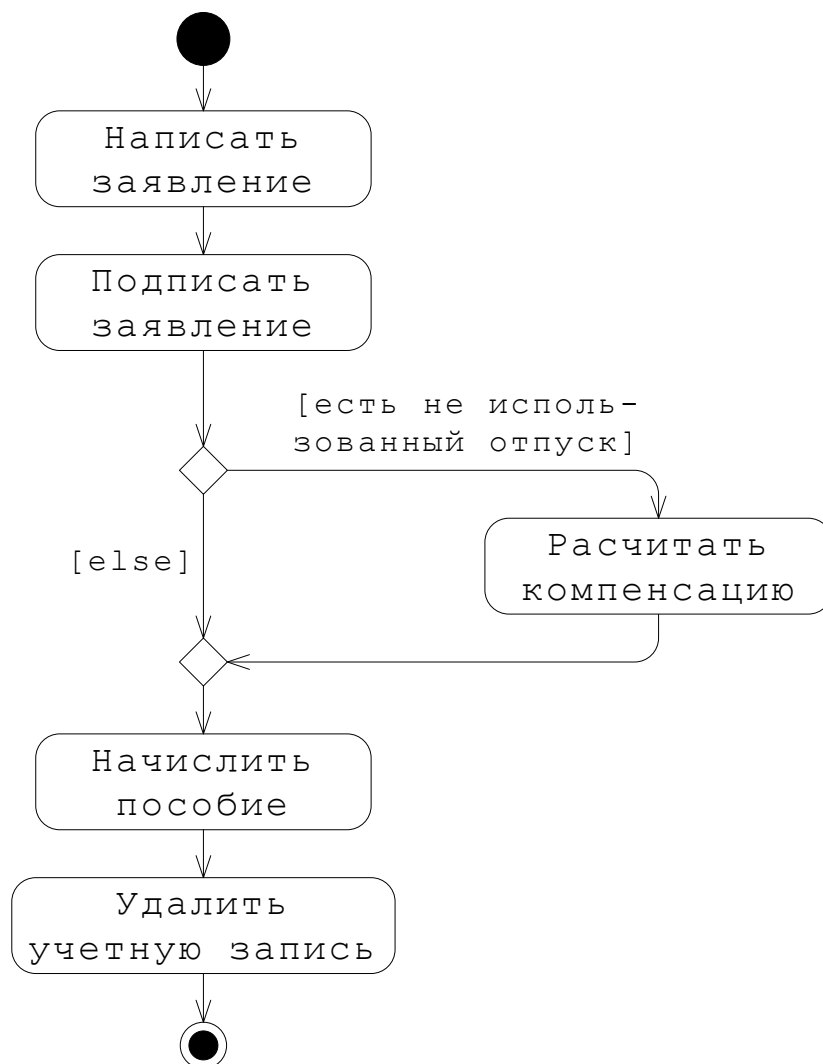 Написать
заявление
Подписать
заявление
[есть не исполь-
зованный отпуск]
[else]
Расчитать
компенсацию
Начислить
пособие
Удалить
учетную запись